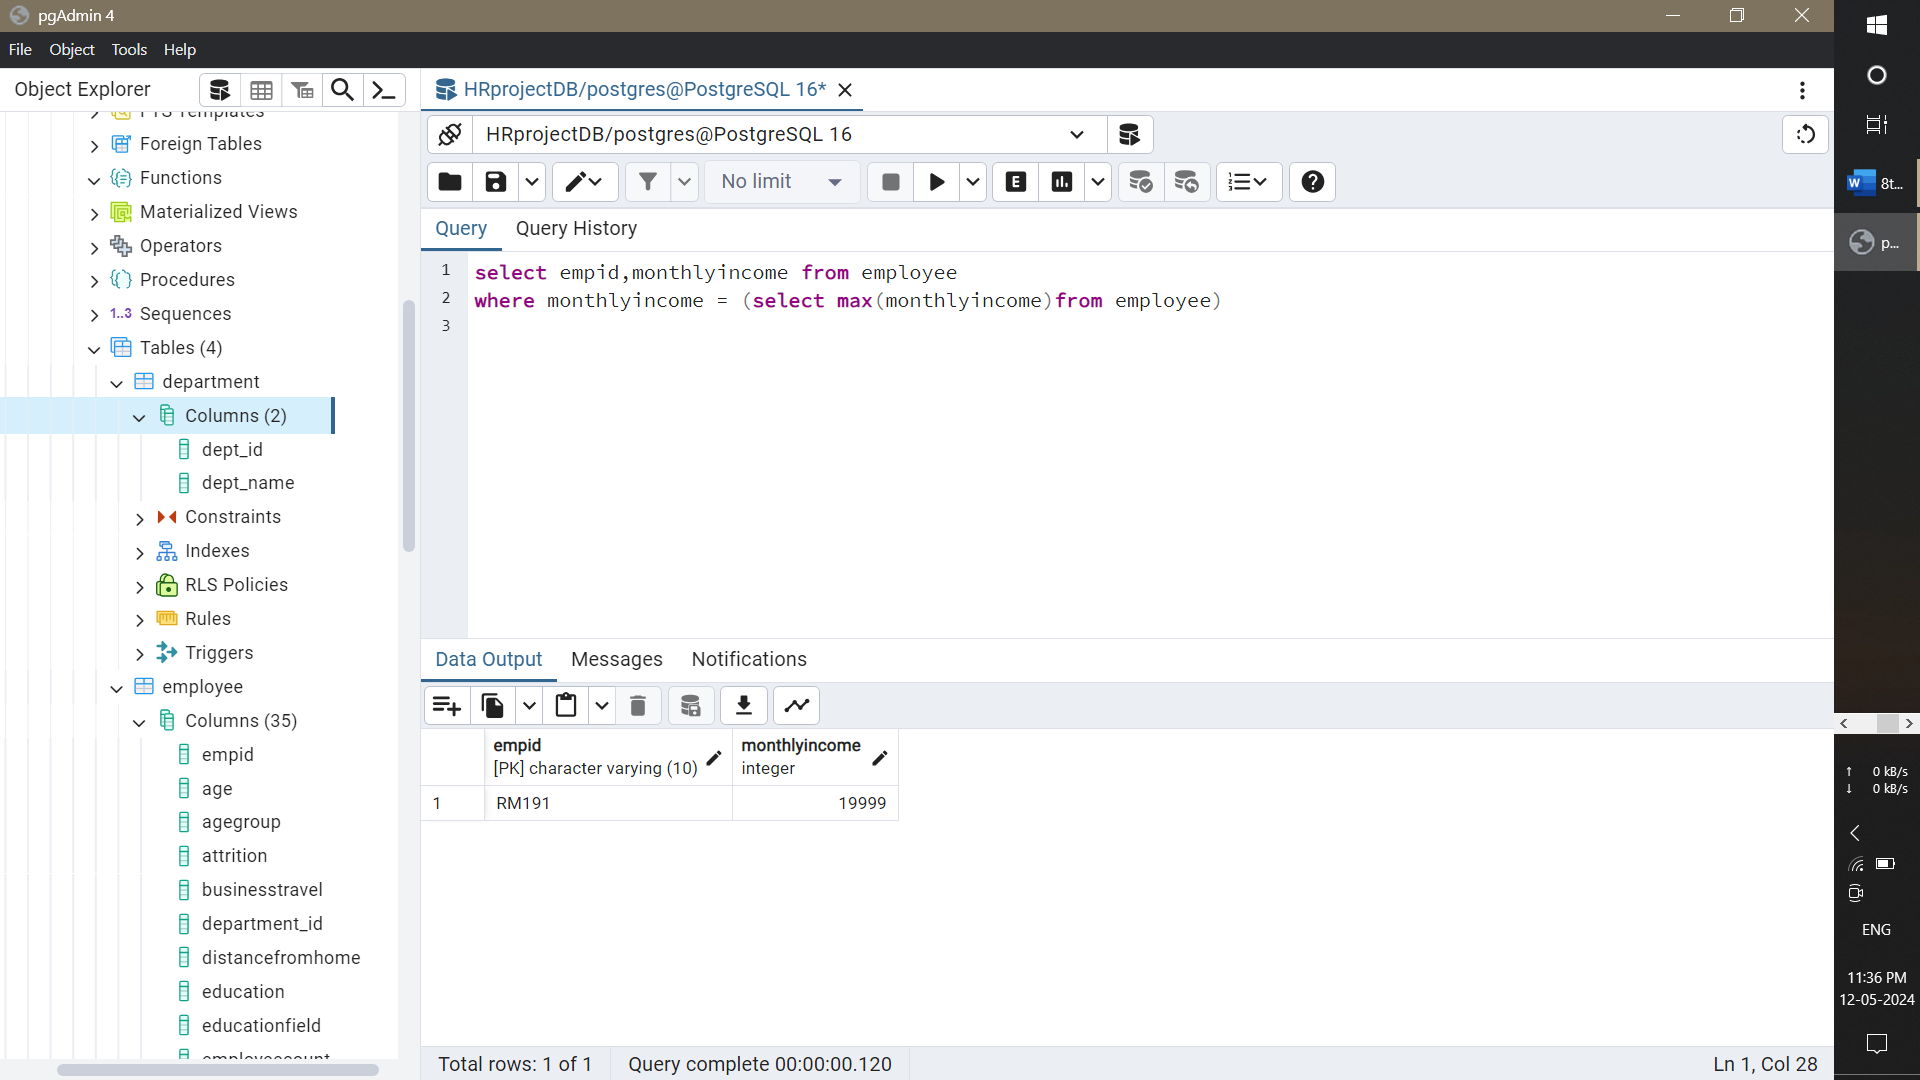 pgAdmin 4
File Object Tools Help
Object Explorer
FTS Templates
Foreign Tables
Functions
Materialized Views
Operators
Procedures
1..3 Sequences
Tables (4)
department
Columns (2)
dept_id
dept_name
Constraints
Indexes
RLS Policies
Rules
Triggers
employee
Columns (35)
empid
age
agegroup
attrition
businesstravel
department_id
distancefromhome
education
educationfield
employeecount
HRprojectDB/postgres@PostgreSQL 16*
HRprojectDB/postgres@PostgreSQL 16
No limit
E
Query Query History
1 select empid,monthlyincome from employee
2 where monthlyincome = (select max(monthlyincome)from employee)
3
Data Output Messages Notifications
empid monthlyincome
[PK] character varying (10) integer
1 RM191 19999
Total rows: 1 of 1 Query complete 00:00:00.120 Ln 1, Col 28
W 8t...
p...
↑ 0 kB/s
↓ 0 kB/s
ENG
11:36 PM
12-05-2024